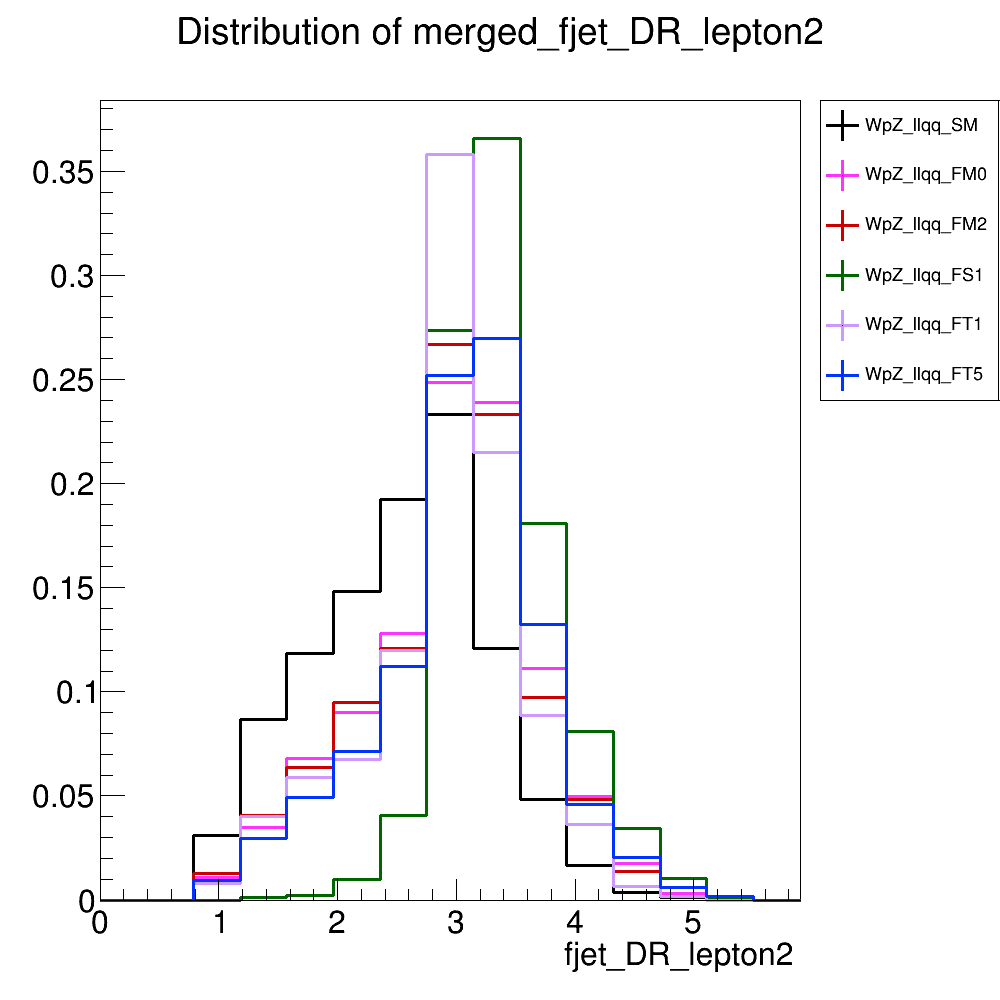 Distribution of merged_fjet_DR_lepton2
WpZ_llqq_SM
WpZ_llqq_FM0
WpZ_llqq_FM2
WpZ_llqq_FS1
WpZ_llqq_FT1
WpZ_llqq_FT5
0.35
0.3
0.25
0.2
0.15
0.1
0.05
0
0 1 2 3 4 5
fjet_DR_lepton2